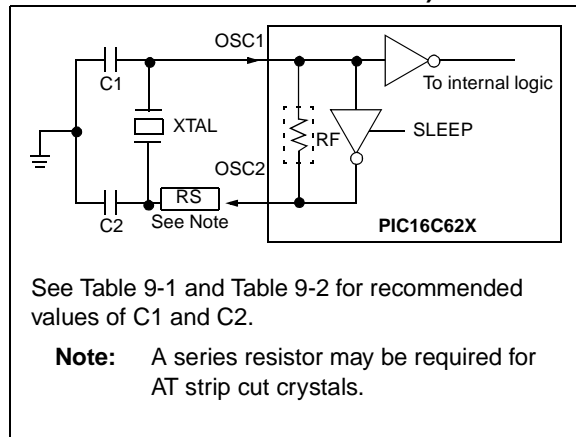 OSC1
C1
To internal logic
XTAL
RF
SLEEP
OSC2
RS
C2
See Note
PIC16C62X
See Table 9-1 and Table 9-2 for recommended
values of C1 and C2.
Note: A series resistor may be required for
AT strip cut crystals.